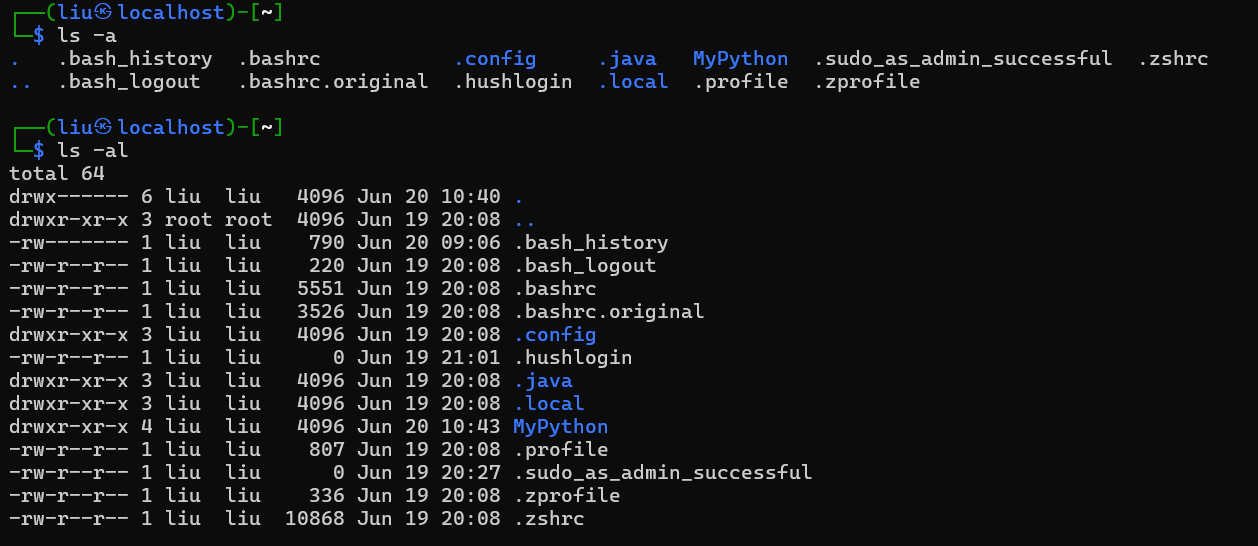 ┌──(liu㉿localhost)-[~]
└─$ ls -a
.   .bash_history  .bashrc           .config     .java   MyPython  .sudo_as_admin_successful  .zshrc
..  .bash_logout   .bashrc.original  .hushlogin  .local  .profile  .zprofile
┌──(liu㉿localhost)-[~]
└─$ ls -al
total 64
drwx------ 6 liu  liu   4096 Jun 20 10:40 .
drwxr-xr-x 3 root root  4096 Jun 19 20:08 ..
-rw------- 1 liu  liu    790 Jun 20 09:06 .bash_history
-rw-r--r-- 1 liu  liu    220 Jun 19 20:08 .bash_logout
-rw-r--r-- 1 liu  liu   5551 Jun 19 20:08 .bashrc
-rw-r--r-- 1 liu  liu   3526 Jun 19 20:08 .bashrc.original
drwxr-xr-x 3 liu  liu   4096 Jun 19 20:08 .config
-rw-r--r-- 1 liu  liu      0 Jun 19 21:01 .hushlogin
drwxr-xr-x 3 liu  liu   4096 Jun 19 20:08 .java
drwxr-xr-x 3 liu  liu   4096 Jun 19 20:08 .local
drwxr-xr-x 4 liu  liu   4096 Jun 20 10:43 MyPython
-rw-r--r-- 1 liu  liu    807 Jun 19 20:08 .profile
-rw-r--r-- 1 liu  liu      0 Jun 19 20:27 .sudo_as_admin_successful
-rw-r--r-- 1 liu  liu    336 Jun 19 20:08 .zprofile
-rw-r--r-- 1 liu  liu  10868 Jun 19 20:08 .zshrc